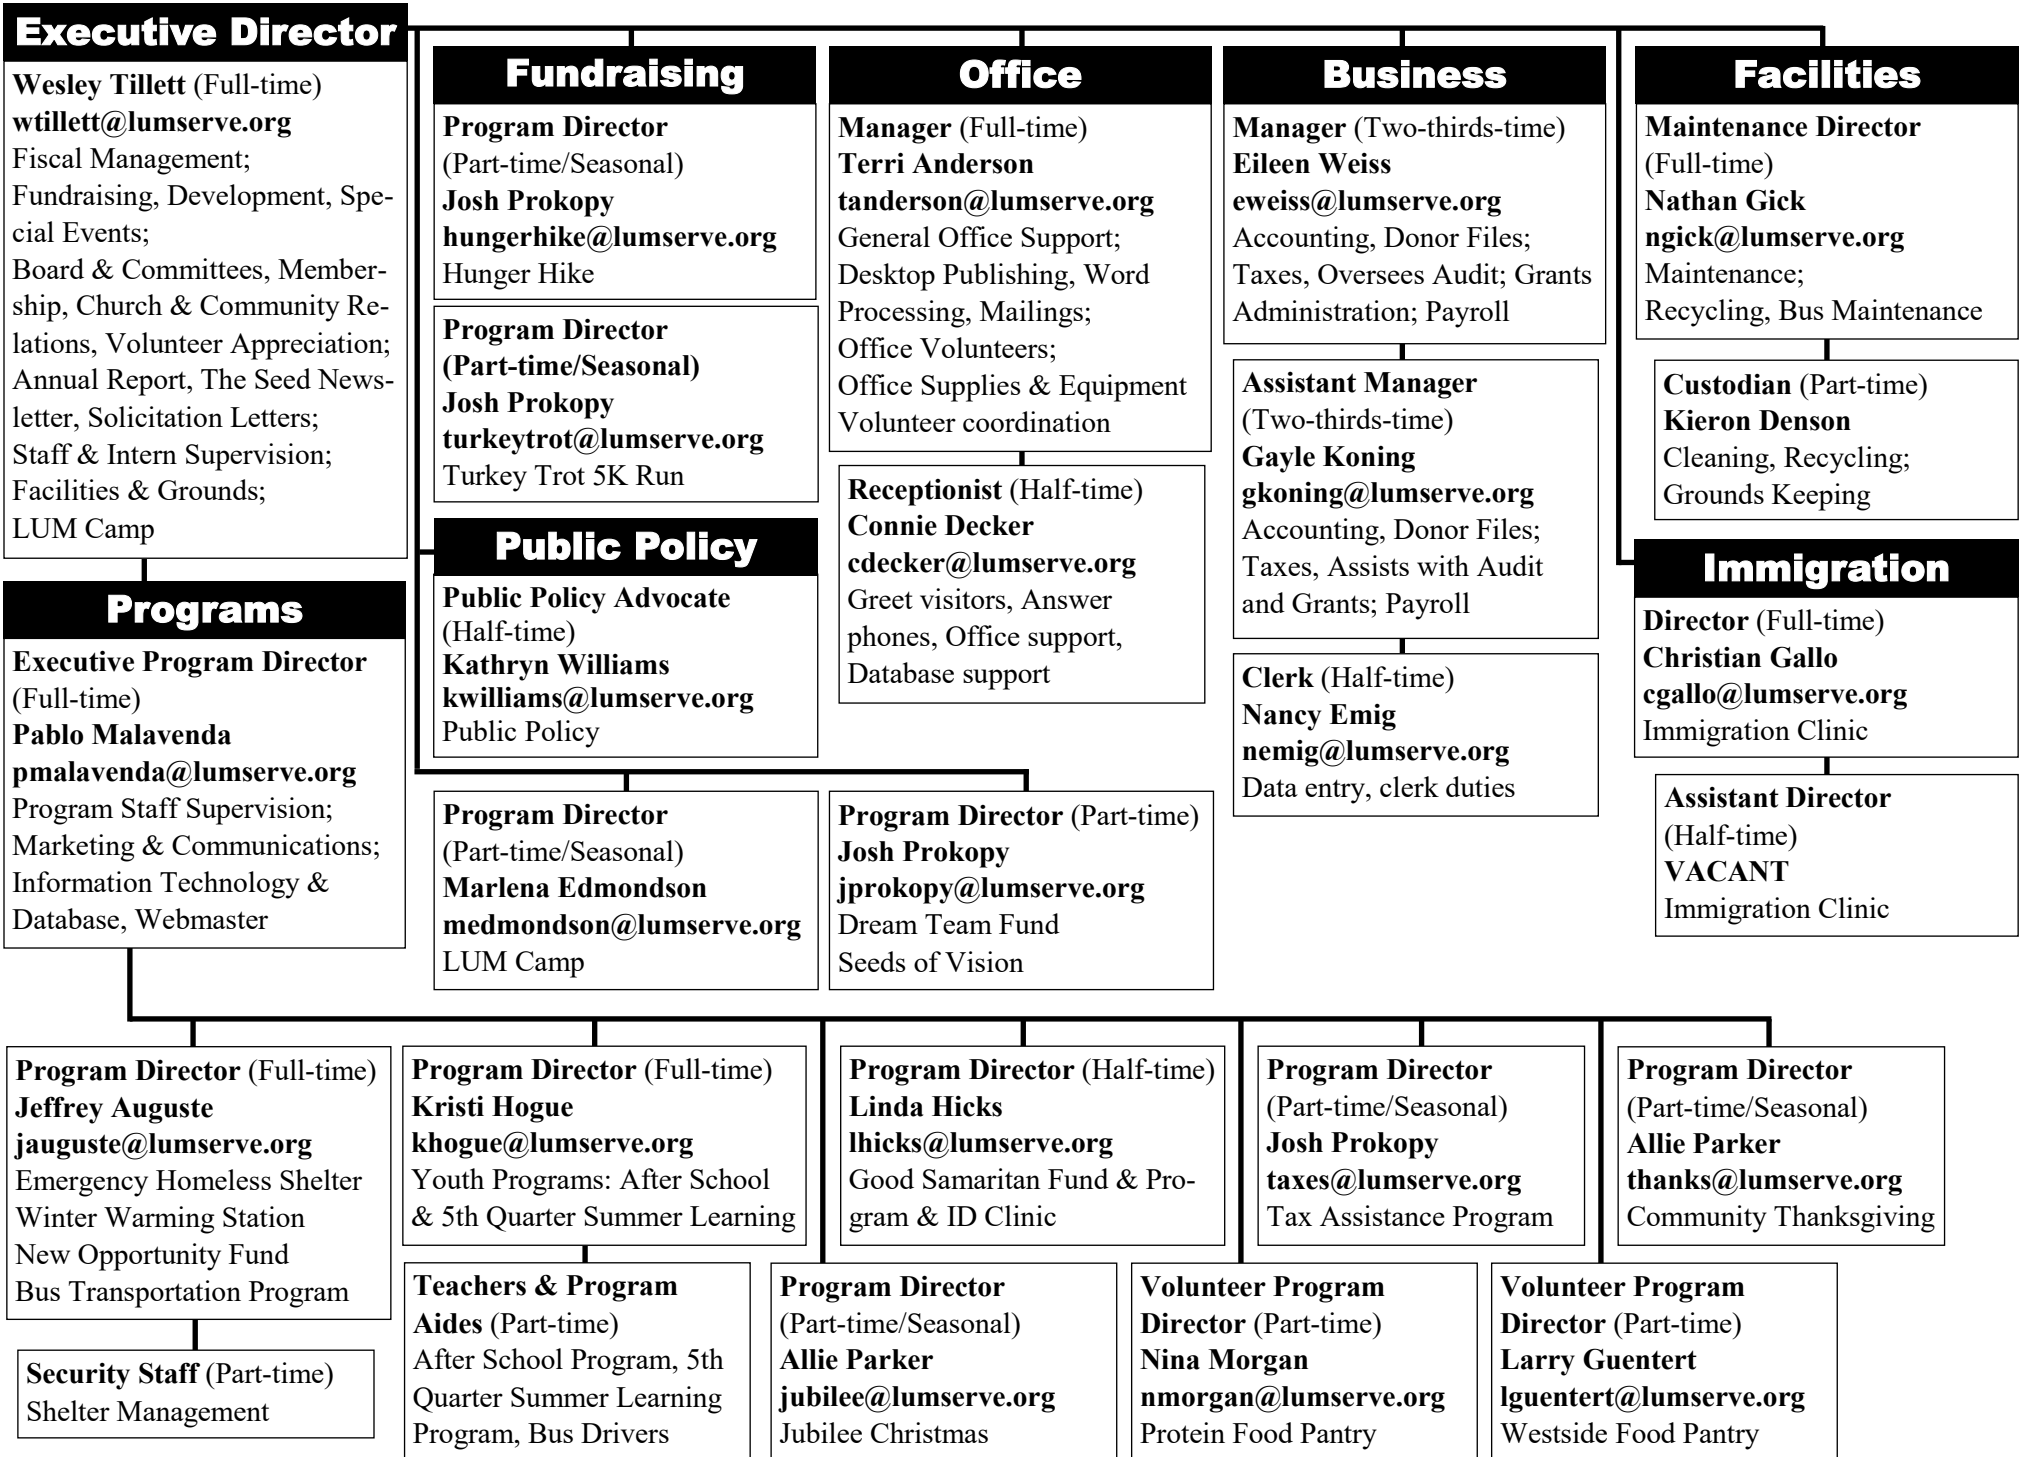 Executive Director
Wesley Tillett (Full-time)
wtillett@lumserve.org
Fiscal Management;
Fundraising, Development, Spe-
cial Events;
Board & Committees, Member-
ship, Church & Community Re-
lations, Volunteer Appreciation;
Annual Report, The Seed News-
letter, Solicitation Letters;
Staff & Intern Supervision;
Facilities & Grounds;
LUM Camp
Programs
Executive Program Director
(Full-time)
Pablo Malavenda
pmalavenda@lumserve.org
Program Staff Supervision;
Marketing & Communications;
Information Technology &
Database, Webmaster
Fundraising
Program Director
(Part-time/Seasonal)
Josh Prokopy
hungerhike@lumserve.org
Hunger Hike
Program Director
(Part-time/Seasonal)
Josh Prokopy
turkeytrot@lumserve.org
Turkey Trot 5K Run
Public Policy
Public Policy Advocate
(Half-time)
Kathryn Williams
kwilliams@lumserve.org
Public Policy
Program Director
(Part-time/Seasonal)
Marlena Edmondson
medmondson@lumserve.org
LUM Camp
Office
Manager (Full-time)
Terri Anderson
tanderson@lumserve.org
General Office Support;
Desktop Publishing, Word
Processing, Mailings;
Office Volunteers;
Office Supplies & Equipment
Volunteer coordination
Receptionist (Half-time)
Connie Decker
cdecker@lumserve.org
Greet visitors, Answer
phones, Office support,
Database support
Program Director (Part-time)
Josh Prokopy
jprokopy@lumserve.org
Dream Team Fund
Seeds of Vision
Business
Manager (Two-thirds-time)
Eileen Weiss
eweiss@lumserve.org
Accounting, Donor Files;
Taxes, Oversees Audit; Grants
Administration; Payroll
Assistant Manager
(Two-thirds-time)
Gayle Koning
gkoning@lumserve.org
Accounting, Donor Files;
Taxes, Assists with Audit
and Grants; Payroll
Clerk (Half-time)
Nancy Emig
nemig@lumserve.org
Data entry, clerk duties
Facilities
Maintenance Director
(Full-time)
Nathan Gick
ngick@lumserve.org
Maintenance;
Recycling, Bus Maintenance
Custodian (Part-time)
Kieron Denson
Cleaning, Recycling;
Grounds Keeping
Immigration
Director (Full-time)
Christian Gallo
cgallo@lumserve.org
Immigration Clinic
Assistant Director
(Half-time)
VACANT
Immigration Clinic
Program Director (Full-time)
Jeffrey Auguste
jauguste@lumserve.org
Emergency Homeless Shelter
Winter Warming Station
New Opportunity Fund
Bus Transportation Program
Security Staff (Part-time)
Shelter Management
Program Director (Full-time)
Kristi Hogue
khogue@lumserve.org
Youth Programs: After School
& 5th Quarter Summer Learning
Teachers & Program
Aides (Part-time)
After School Program, 5th
Quarter Summer Learning
Program, Bus Drivers
Program Director (Half-time)
Linda Hicks
lhicks@lumserve.org
Good Samaritan Fund & Pro-
gram & ID Clinic
Program Director
(Part-time/Seasonal)
Allie Parker
jubilee@lumserve.org
Jubilee Christmas
Program Director
(Part-time/Seasonal)
Josh Prokopy
taxes@lumserve.org
Tax Assistance Program
Volunteer Program
Director (Part-time)
Nina Morgan
nmorgan@lumserve.org
Protein Food Pantry
Program Director
(Part-time/Seasonal)
Allie Parker
thanks@lumserve.org
Community Thanksgiving
Volunteer Program
Director (Part-time)
Larry Guentert
lguentert@lumserve.org
Westside Food Pantry